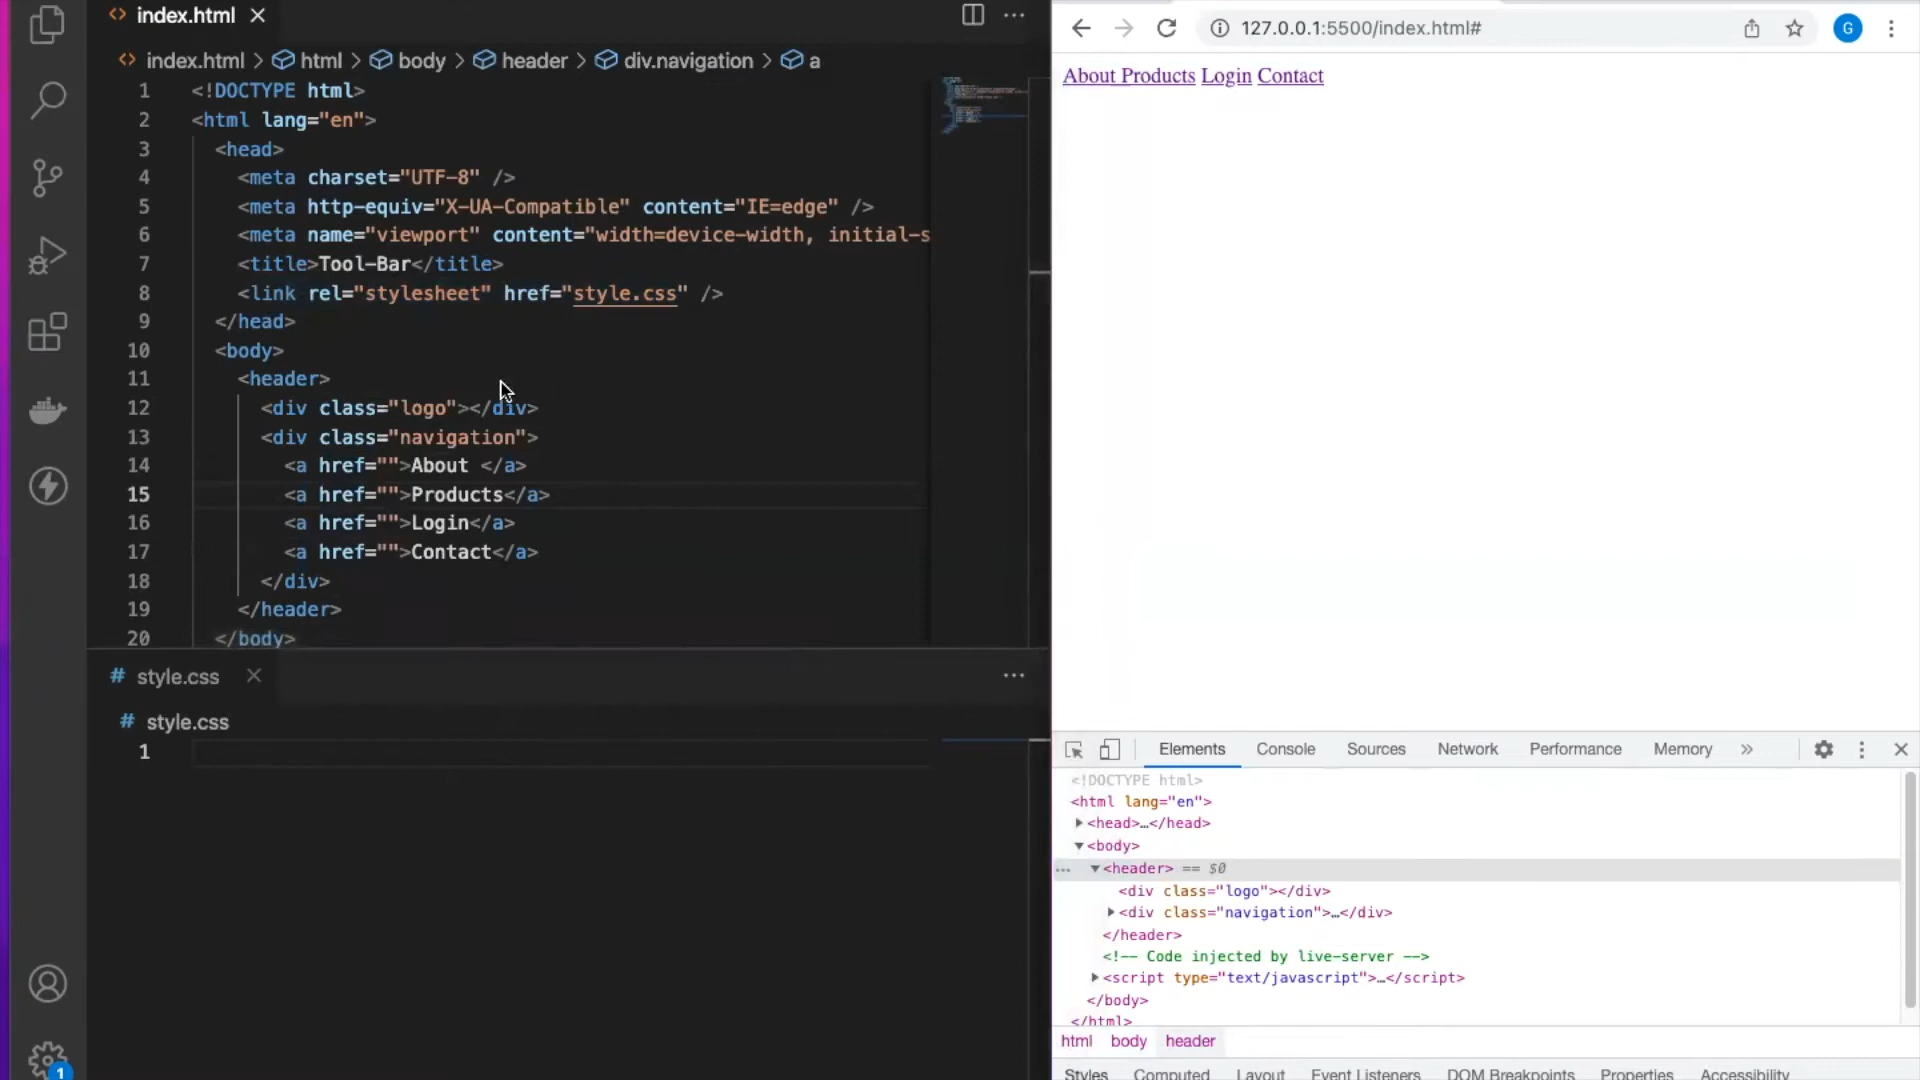 index.html
index.html > html > body > header > div.navigation > a
1 <!DOCTYPE html>
2 <html lang="en">
3 <head>
4 <meta charset="UTF-8" />
5 <meta http-equiv="X-UA-Compatible" content="IE=edge" />
6 <meta name="viewport" content="width=device-width, initial-s
7 <title>Tool-Bar</title>
8 <link rel="stylesheet" href="style.css" />
9 </head>
10 <body>
11 <header>
12 <div class="logo"></div>
13 <div class="navigation">
14 <a href="">About </a>
15 <a href="">Products</a>
16 <a href="">Login</a>
17 <a href="">Contact</a>
18 </div>
19 </header>
20 </body>
# style.css
# style.css
1
1
127.0.0.1:5500/index.html#
G
About Products Login Contact
Elements Console Sources Network Performance Memory »
<!DOCTYPE html>
<html lang="en">
<head>…</head>
<body>
<header> == $0
<div class="logo"></div>
<div class="navigation">…</div>
</header>
<!-- Code injected by live-server -->
<script type="text/javascript">…</script>
</body>
</html>
html body header
Styles Computed Layout Event Listeners DOM Breakpoints Properties Accessibility